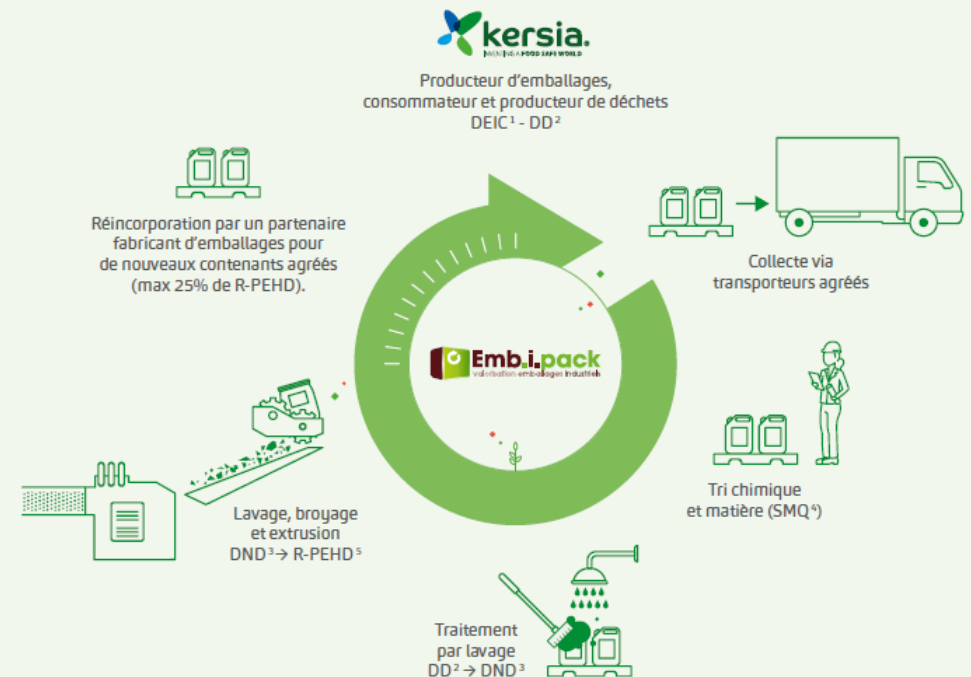 kersia.
INVENTING A FOOD SAFE WORLD
Producteur d'emballages,
consommateur et producteur de déchets
DEIC¹ - DD²
Collecte via
transporteurs agréés
Tri chimique
et matière (SMQ⁴)
Traitement
par lavage
DD² → DND³
Lavage, broyage
et extrusion
DND³ → R-PEHD⁵
Réincorporation par un partenaire
fabricant d'emballages pour
de nouveaux contenants agréés
(max 25% de R-PEHD).
Emb.i.pack
valorisation emballages industriels